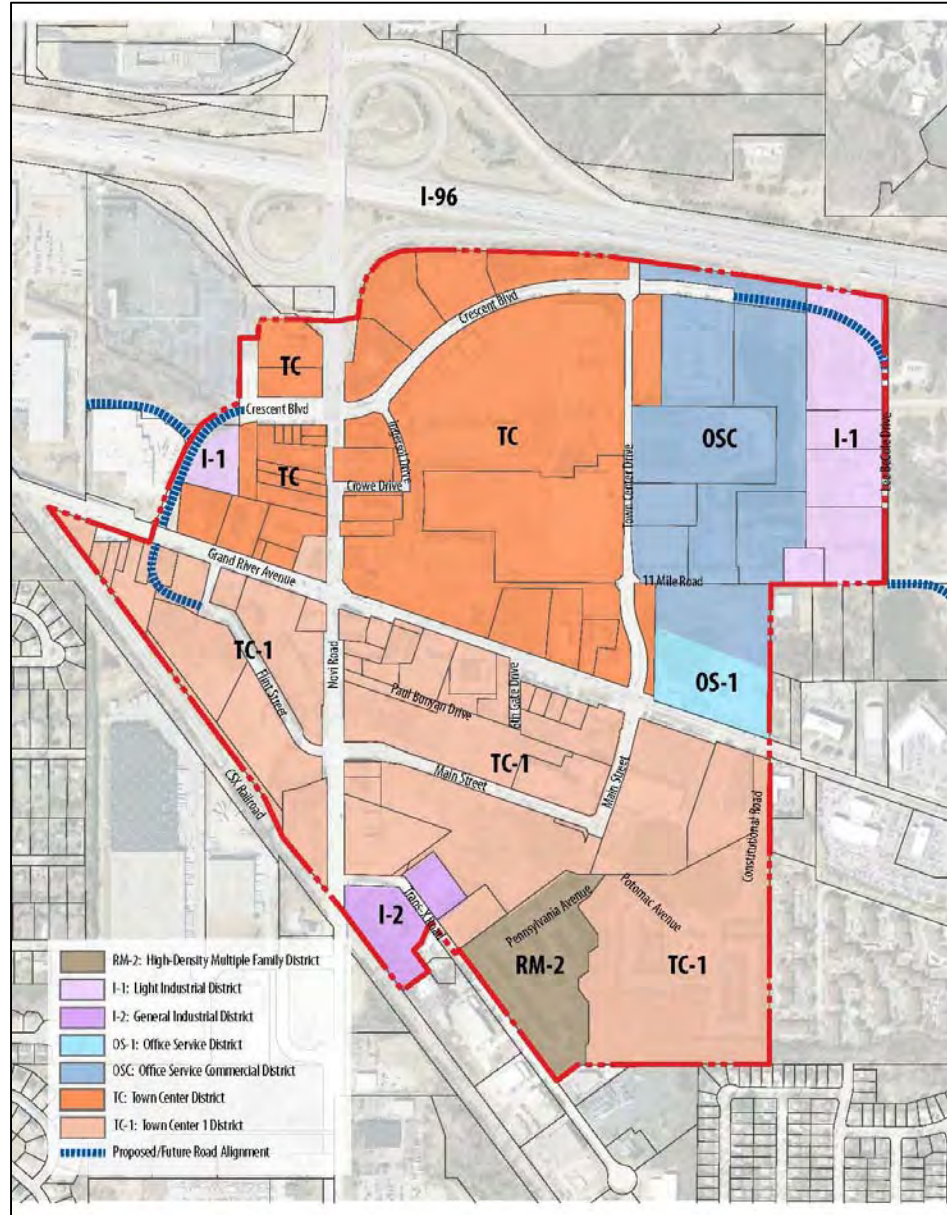 I-96
Crescent Blvd
TC
Crescent Blvd
Ingersol Drive
TC
OSC
I-1
Lee BeGole Drive
I-1
TC
Crowe Drive
Town Center Drive
Grand River Avenue
11 Mile Road
TC-1
Flint Street
Novi Road
Paul Bunyan Drive
Sixth Gate Drive
OS-1
TC-1
Main Street
Main Street
CSX Railroad
Constitutional Road
Potomac Avenue
Pennsylvania Avenue
Trans-X Road
I-2
RM-2
TC-1
RM-2: High-Density Multiple Family District
I-1: Light Industrial District
I-2: General Industrial District
OS-1: Office Service District
OSC: Office Service Commercial District
TC: Town Center District
TC-1: Town Center 1 District
Proposed/Future Road Alignment